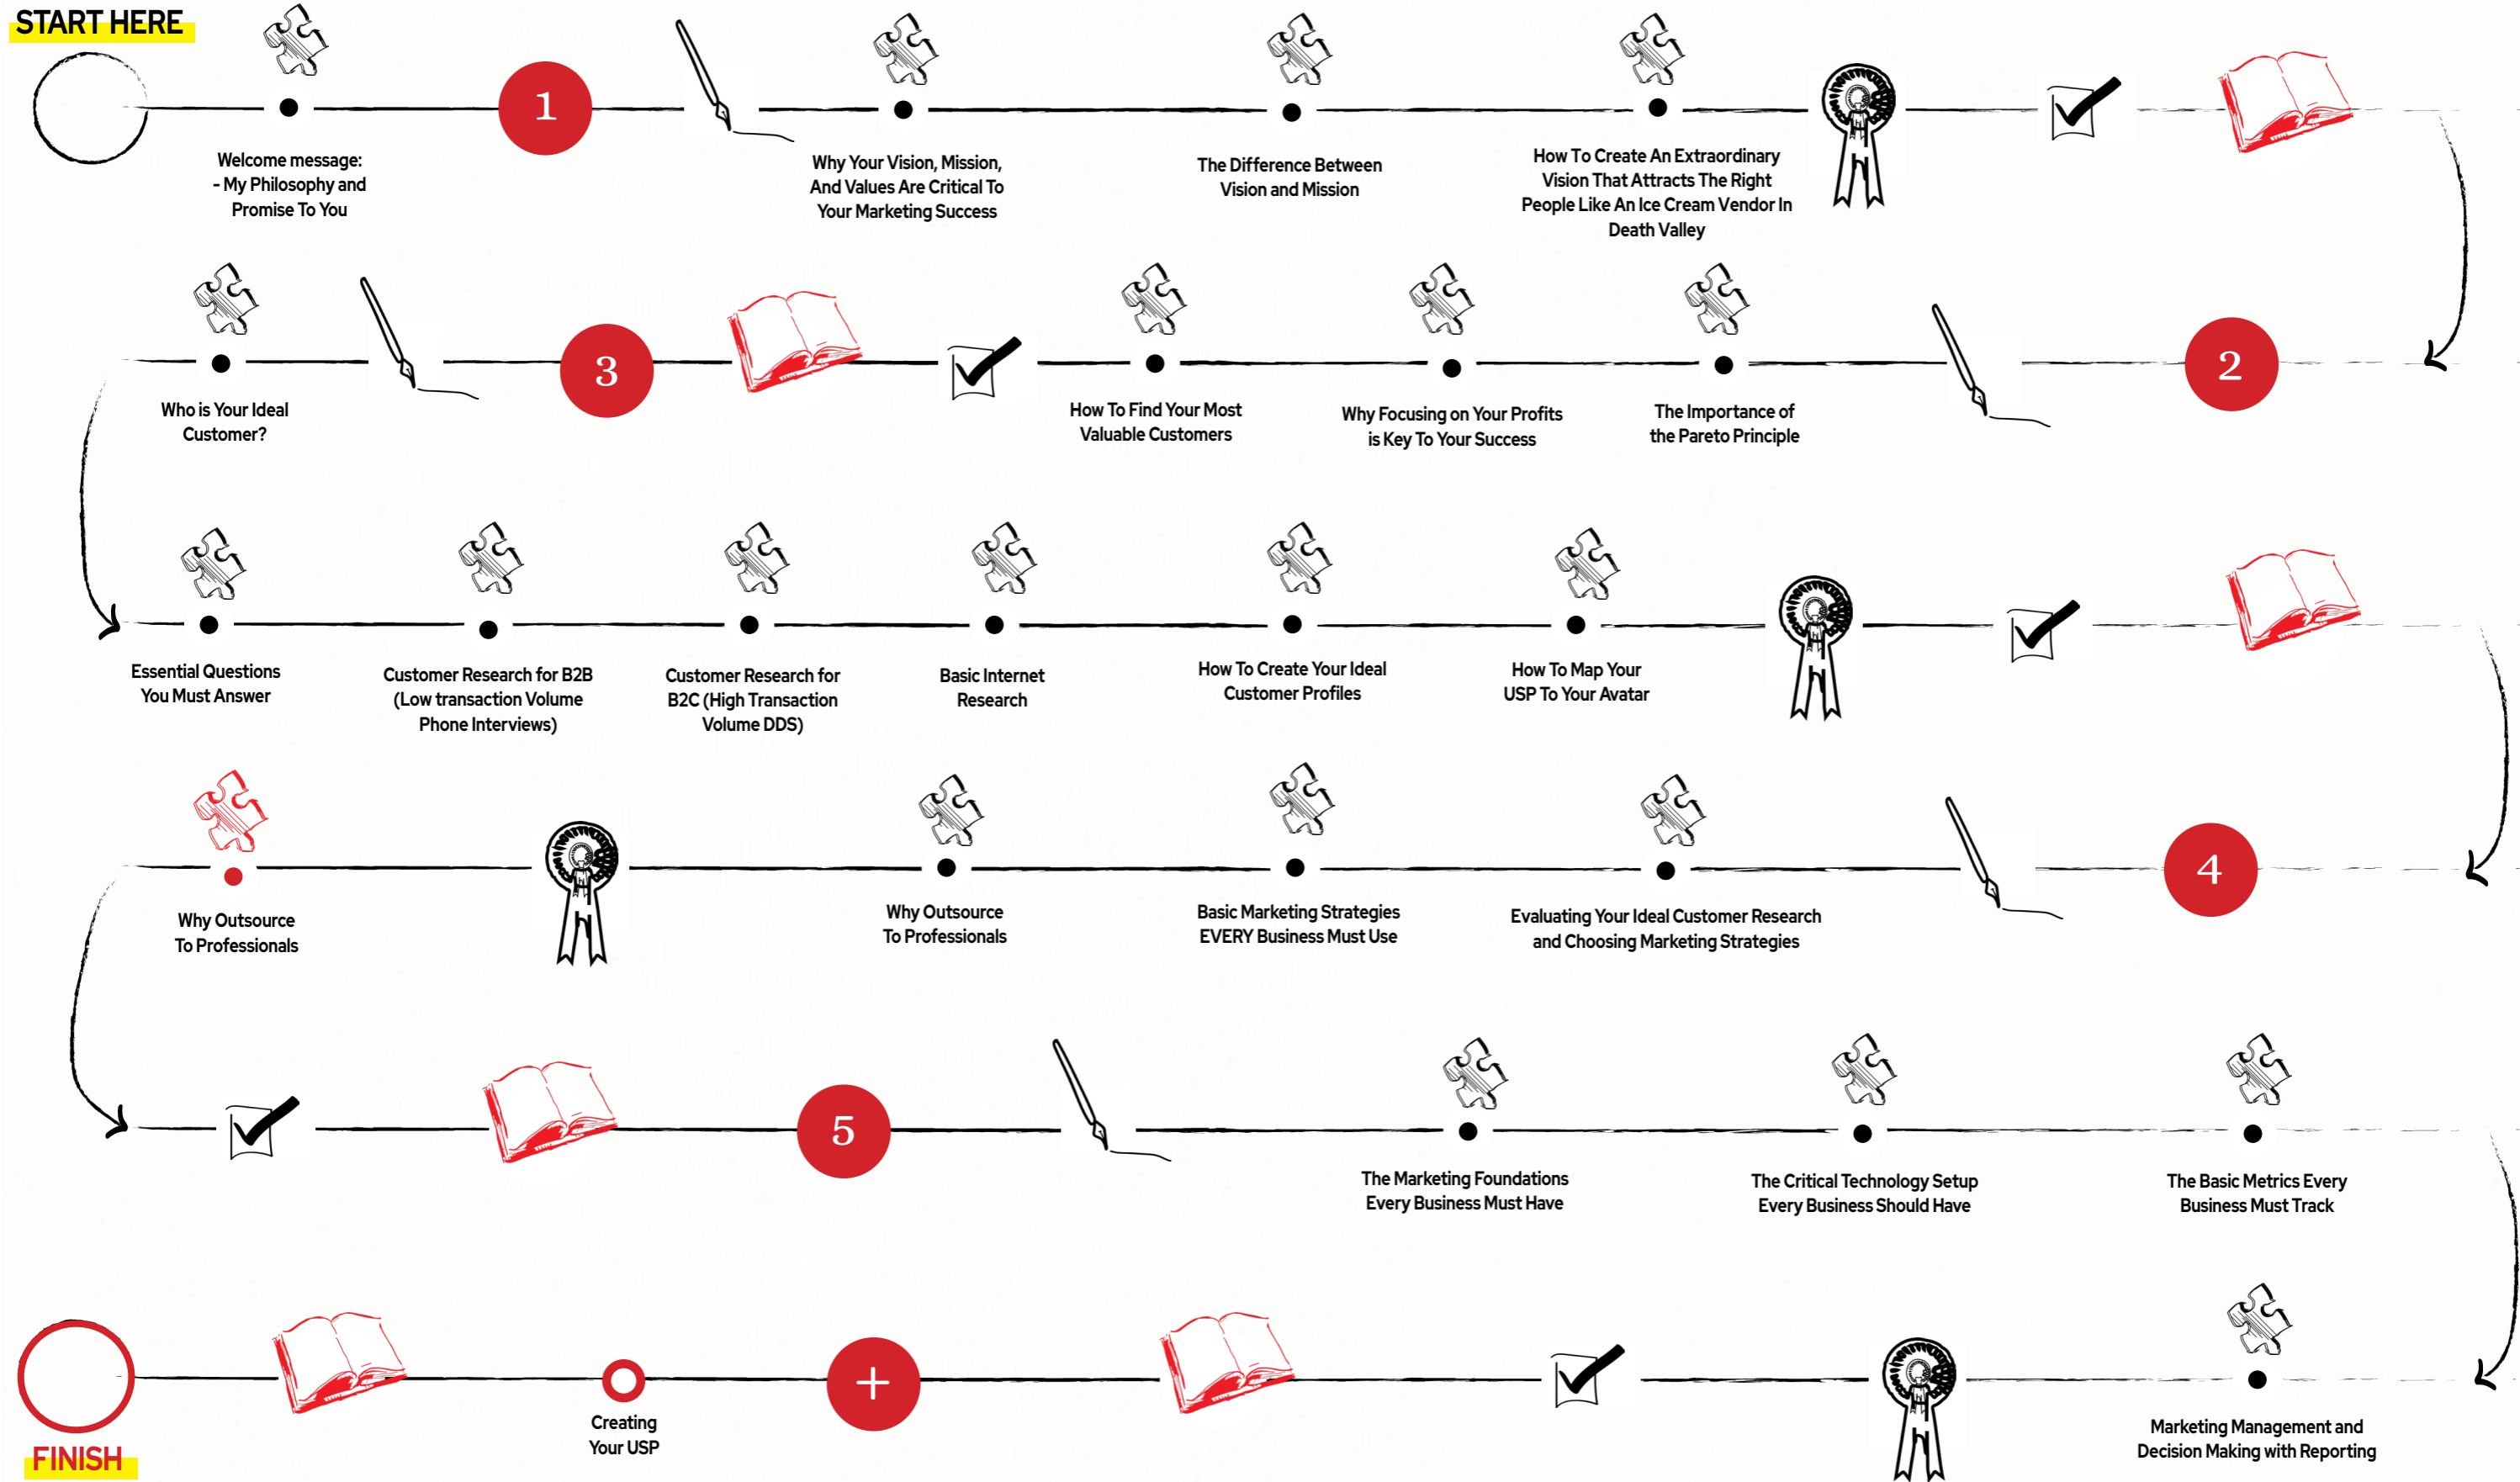 START HERE
1
Welcome message:
- My Philosophy and
Promise To You
Why Your Vision, Mission,
And Values Are Critical To
Your Marketing Success
The Difference Between
Vision and Mission
How To Create An Extraordinary
Vision That Attracts The Right
People Like An Ice Cream Vendor In
Death Valley
2
The Importance of
the Pareto Principle
Why Focusing on Your Profits
is Key To Your Success
How To Find Your Most
Valuable Customers
3
Who is Your Ideal
Customer?
Essential Questions
You Must Answer
Customer Research for B2B
(Low transaction Volume
Phone Interviews)
Customer Research for
B2C (High Transaction
Volume DDS)
Basic Internet
Research
How To Create Your Ideal
Customer Profiles
How To Map Your
USP To Your Avatar
4
Evaluating Your Ideal Customer Research
and Choosing Marketing Strategies
Basic Marketing Strategies
EVERY Business Must Use
Why Outsource
To Professionals
Why Outsource
To Professionals
5
The Marketing Foundations
Every Business Must Have
The Critical Technology Setup
Every Business Should Have
The Basic Metrics Every
Business Must Track
Marketing Management and
Decision Making with Reporting
+
Creating
Your USP
FINISH